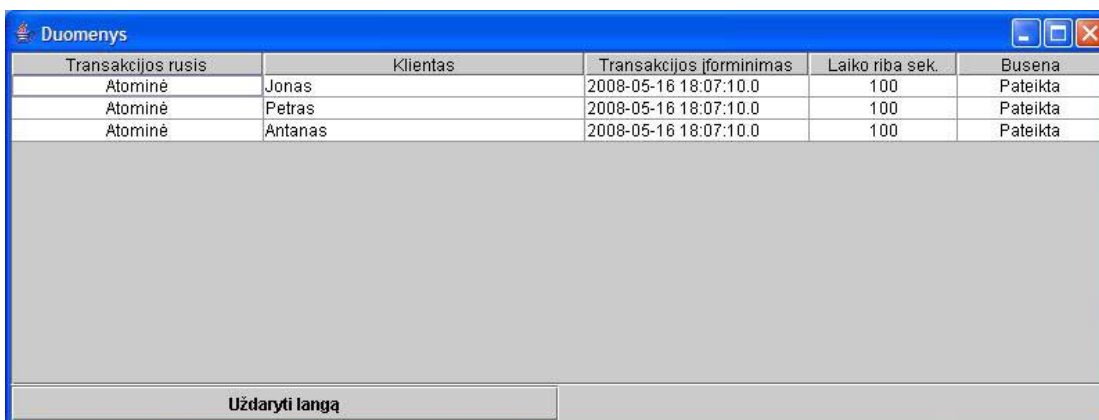 Duomenys
Transakcijos rusis Klientas Transakcijos įforminimas Laiko riba sek. Busena
Atominė Jonas 2008-05-16 18:07:10.0 100 Pateikta
Atominė Petras 2008-05-16 18:07:10.0 100 Pateikta
Atominė Antanas 2008-05-16 18:07:10.0 100 Pateikta
Uždaryti langą